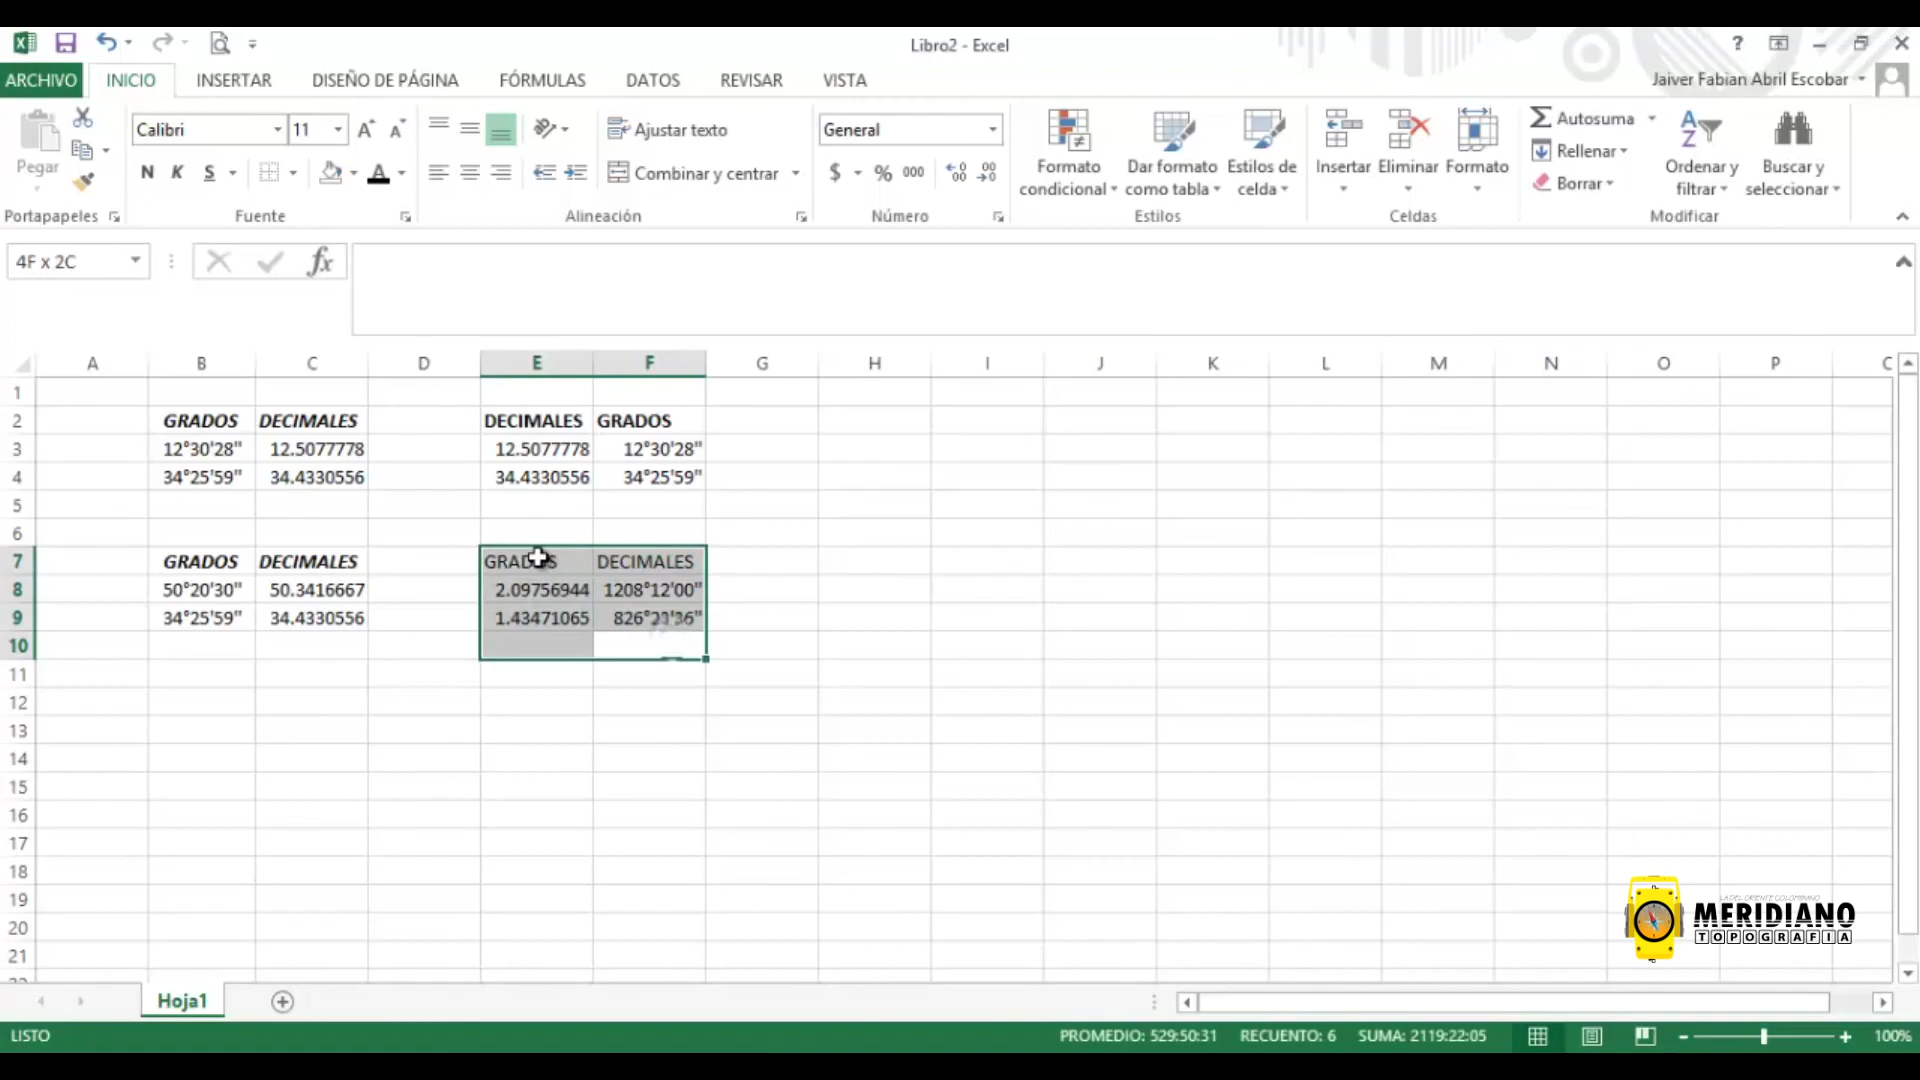 Libro2 - Excel
?
ARCHIVO INICIO INSERTAR DISEÑO DE PÁGINA FÓRMULAS DATOS REVISAR VISTA Jaiver Fabian Abril Escobar
Pegar
Portapapeles
Calibri 11 A A
N K S A
Fuente
Ajustar texto
Combinar y centrar
Alineación
General
$ % 000
Número
Formato condicional
Dar formato como tabla
Estilos de celda
Estilos
Insertar Eliminar Formato
Celdas
Autosuma
Rellenar
Borrar
Ordenar y filtrar
Buscar y seleccionar
Modificar
4F x 2C fx
A B C D E F G H I J K L M N O P
1
2 GRADOS DECIMALES DECIMALES GRADOS
3 12°30'28" 12.5077778 12.5077778 12°30'28"
4 34°25'59" 34.4330556 34.4330556 34°25'59"
5
6
7 GRADOS DECIMALES GRADOS DECIMALES
8 50°20'30" 50.3416667 2.09756944 1208°12'00"
9 34°25'59" 34.4330556 1.43471065
10
11
12
13
14
15
16
17
18
19
20
21
MERIDIANO
TOPOGRAFIA
Hoja1
LISTO PROMEDIO: 529:50:31 RECUENTO: 6 SUMA: 2119:22:05 100%